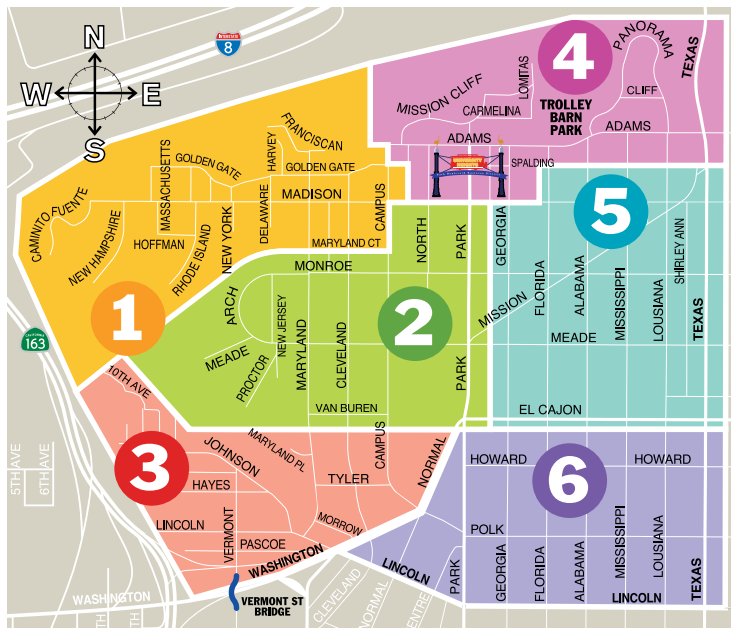 N
W
E
S
INTERSTATE
8
CALIFORNIA
163
4
PANORAMA
TEXAS
LOMITAS
MISSION CLIFF
CARMELINA
CLIFF
TROLLEY
BARN
PARK
ADAMS
ADAMS
UNIVERSITY
HEIGHTS
SPALDING
1
FRANCISCAN
HARVEY
GOLDEN GATE
GOLDEN GATE
MASSACHUSETTS
MADISON
DELAWARE
CAMPUS
CAMINITO FUENTE
NEW HAMPSHIRE
HOFFMAN
RHODE ISLAND
NEW YORK
MARYLAND CT
2
MONROE
NORTH
PARK
ARCH
MEADE
PROCTOR
NEW JERSEY
MARYLAND
CLEVELAND
PARK
VAN BUREN
CAMPUS
5
GEORGIA
MISSION
FLORIDA
ALABAMA
MISSISSIPPI
LOUISIANA
SHIRLEY ANN
TEXAS
MEADE
EL CAJON
3
10TH AVE
JOHNSON
MARYLAND PL
HAYES
TYLER
NORMAL
LINCOLN
VERMONT
PASCOE
MORROW
WASHINGTON
6
HOWARD
HOWARD
POLK
LINCOLN
PARK
GEORGIA
FLORIDA
ALABAMA
MISSISSIPPI
LOUISIANA
TEXAS
LINCOLN
5TH AVE
6TH AVE
WASHINGTON
VERMONT ST
BRIDGE
CLEVELAND
NORMAL
CENTRE